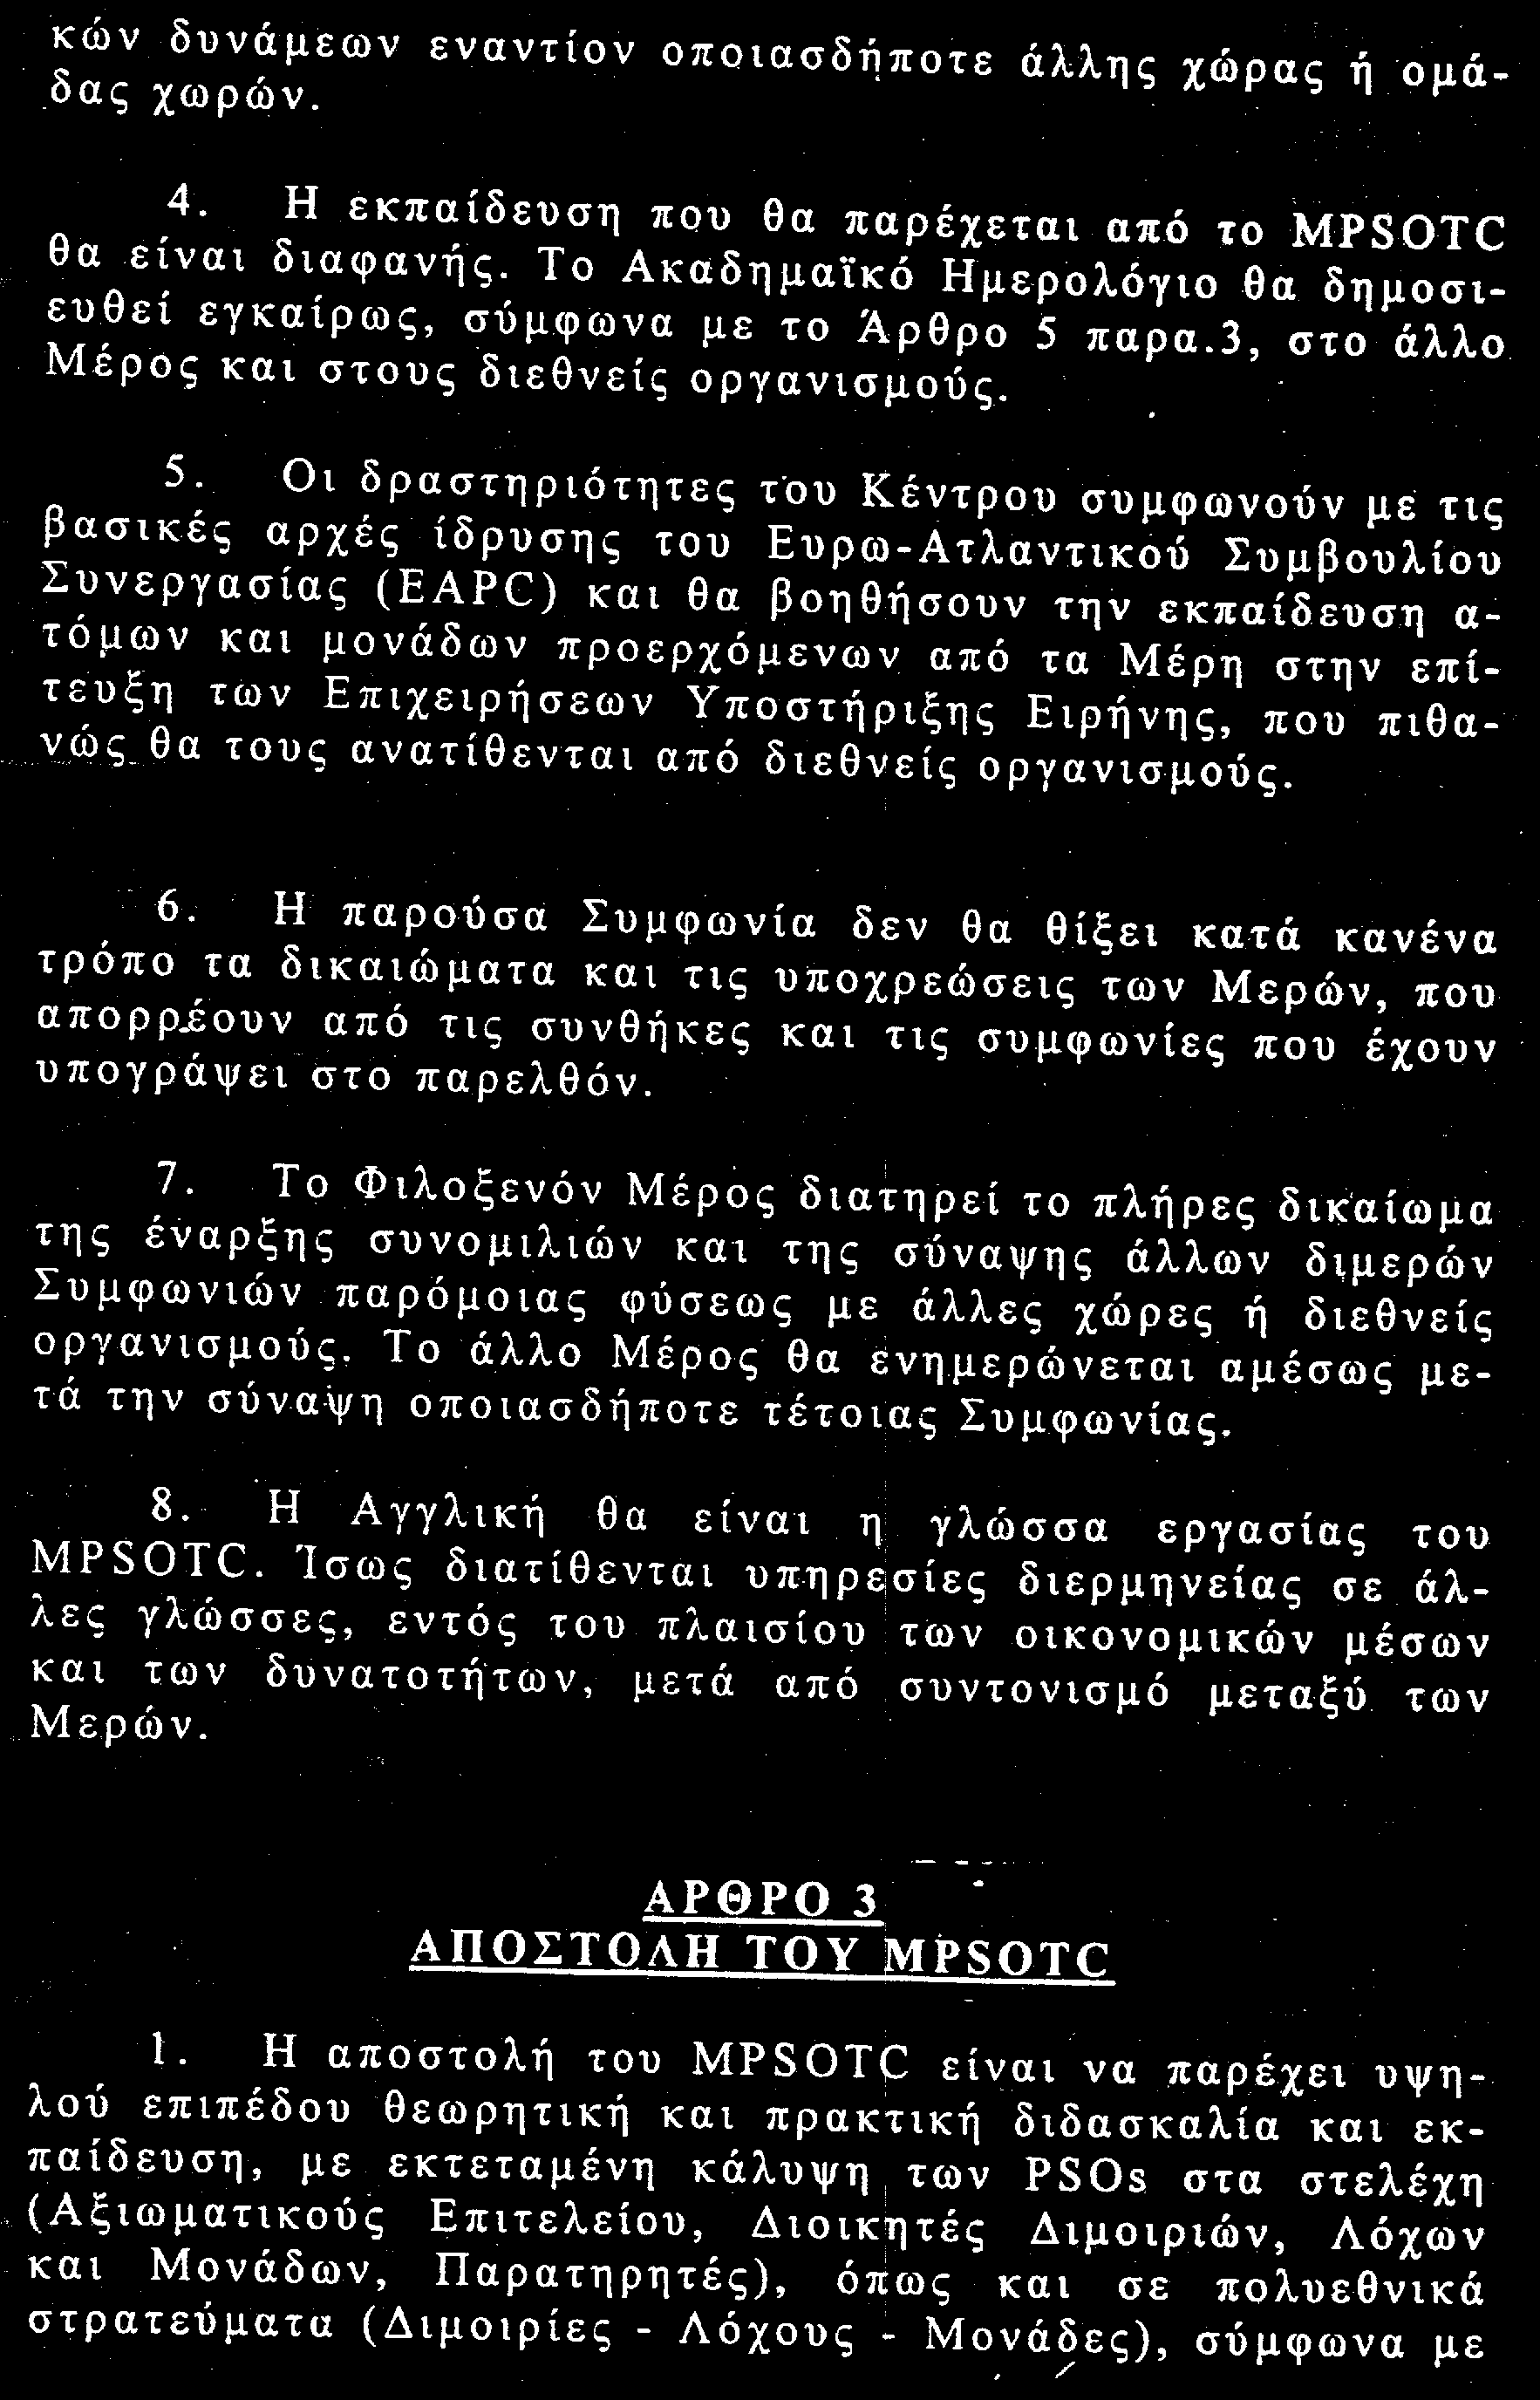 κών δυνάμεων εναντίον οποιασδήποτε άλλης χώρας ή ομά-
δας χωρών.
4. Η εκπαίδευση που θα παρέχεται από το MPSOTC
θα είναι διαφανής. Το Ακαδημαϊκό Ημερολόγιο θα δημοσι-
ευθεί εγκαίρως, σύμφωνα με το Άρθρο 5 παρα.3, στο άλλο
Μέρος και στους διεθνείς οργανισμούς.
5. Οι δραστηριότητες του Κέντρου συμφωνούν με τις
βασικές αρχές ίδρυσης του Ευρω-Ατλαντικού Συμβουλίου
Συνεργασίας (EAPC) και θα βοηθήσουν την εκπαίδευση α-
τόμων και μονάδων προερχόμενων από τα Μέρη στην επί-
τευξη των Επιχειρήσεων Υποστήριξης Ειρήνης, που πιθα-
νώς θα τους ανατίθενται από διεθνείς οργανισμούς.
6. Η παρούσα Συμφωνία δεν θα θίξει κατά κανένα
τρόπο τα δικαιώματα και τις υποχρεώσεις των Μερών, που
απορρέουν από τις συνθήκες και τις συμφωνίες που έχουν
υπογράψει στο παρελθόν.
7. Το Φιλοξενόν Μέρος διατηρεί το πλήρες δικαίωμα
της έναρξης συνομιλιών και της σύναψης άλλων διμερών
Συμφωνιών παρόμοιας φύσεως με άλλες χώρες ή διεθνείς
οργανισμούς. Το άλλο Μέρος θα ενημερώνεται αμέσως με-
τά την σύναψη οποιασδήποτε τέτοιας Συμφωνίας.
8. Η Αγγλική θα είναι η γλώσσα εργασίας του
MPSOTC. Ίσως διατίθενται υπηρεσίες διερμηνείας σε άλ-
λες γλώσσες, εντός του πλαισίου των οικονομικών μέσων
και των δυνατοτήτων, μετά από συντονισμό μεταξύ των
Μερών.
ΑΡΘΡΟ 3
ΑΠΟΣΤΟΛΗ ΤΟΥ MPSOTC
1. Η αποστολή του MPSOTC είναι να παρέχει υψη-
λού επιπέδου θεωρητική και πρακτική διδασκαλία και εκ-
παίδευση, με εκτεταμένη κάλυψη των PSOs στα στελέχη
(Αξιωματικούς Επιτελείου, Διοικητές Διμοιριών, Λόχων
και Μονάδων, Παρατηρητές), όπως και σε πολυεθνικά
στρατεύματα (Διμοιρίες - Λόχους - Μονάδες), σύμφωνα με